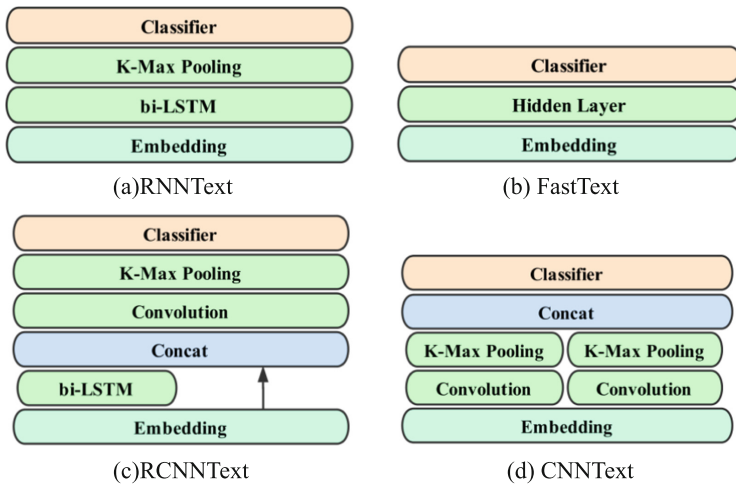 Classifier
K-Max Pooling
bi-LSTM
Embedding
(a)RNNText
Classifier
Hidden Layer
Embedding
(b) FastText
Classifier
K-Max Pooling
Convolution
Concat
bi-LSTM
Embedding
(c)RCNNText
Classifier
Concat
K-Max Pooling K-Max Pooling
Convolution Convolution
Embedding
(d) CNNText